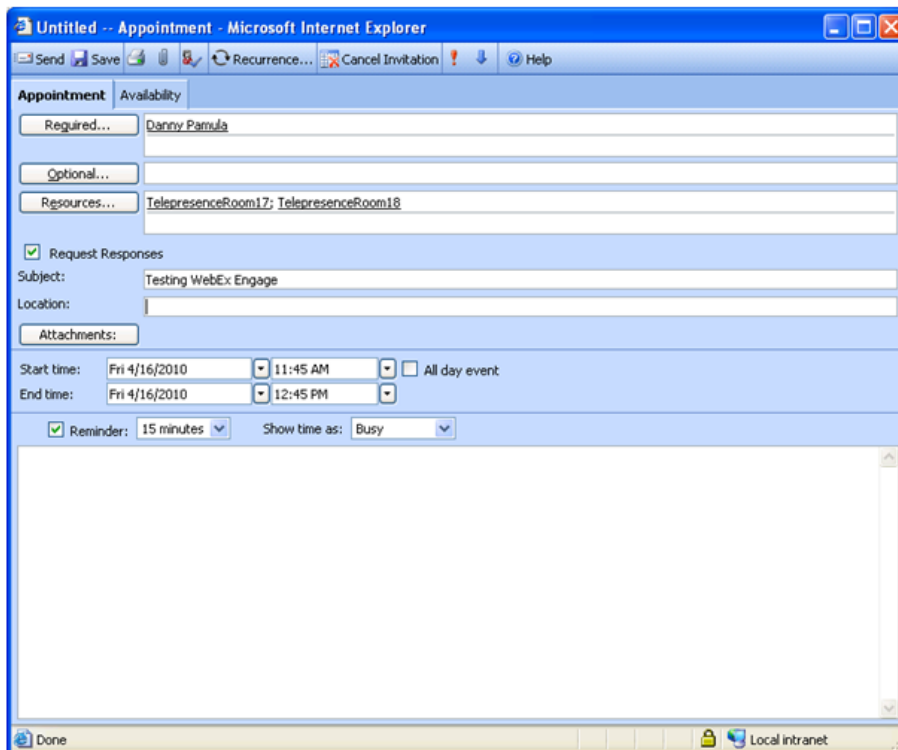 Untitled -- Appointment - Microsoft Internet Explorer
Send Save Recurrence... Cancel Invitation Help
Appointment Availability
Required... Danny Pamula
Optional...
Resources... TelepresenceRoom17; TelepresenceRoom18
Request Responses
Subject: Testing WebEx Engage
Location:
Attachments:
Start time: Fri 4/16/2010 11:45 AM All day event
End time: Fri 4/16/2010 12:45 PM
Reminder: 15 minutes Show time as: Busy
Done Local intranet